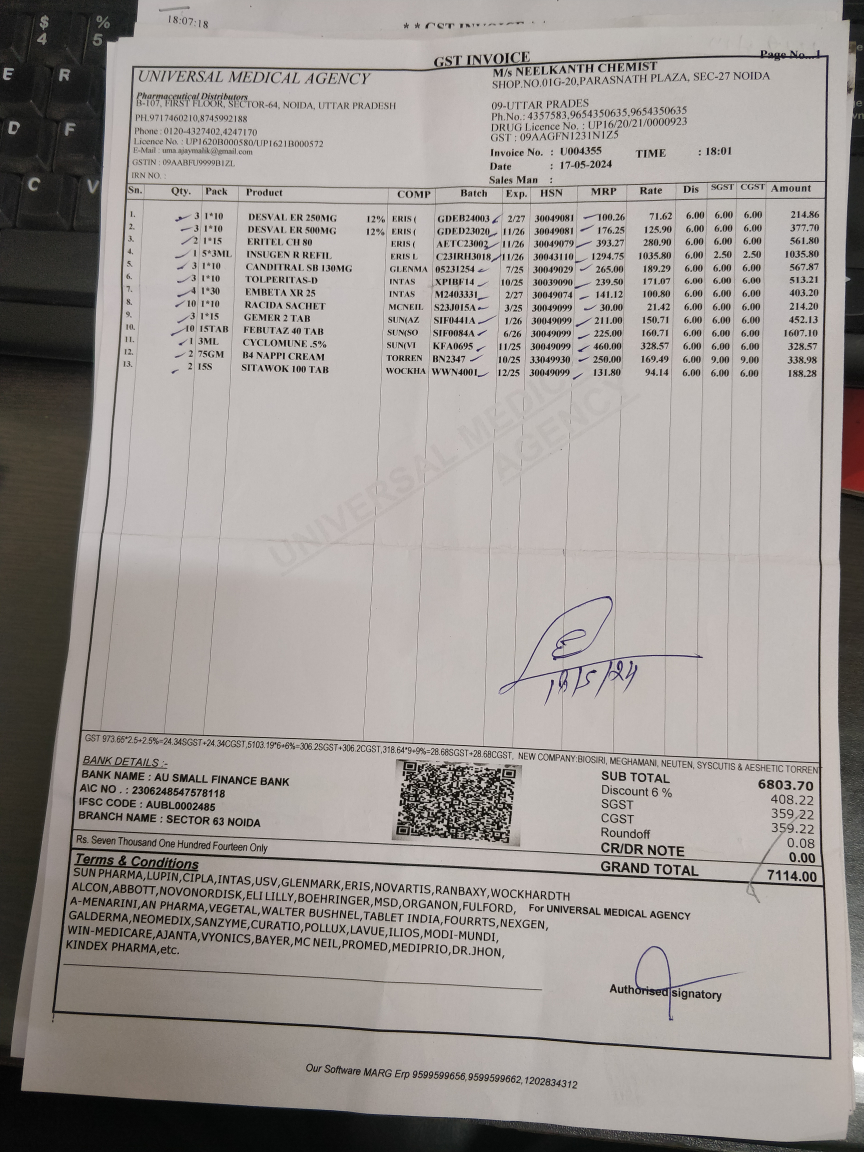 18:07:18
GST INVOICE
Page No...1
UNIVERSAL MEDICAL AGENCY
Pharmaceutical Distributors
B-107, FIRST FLOOR, SECTOR-64, NOIDA, UTTAR PRADESH
PH.9717460210,8745992188
Phone : 0120-4327402,4247170
Licence No. : UP1620B000580/UP1621B000572
E-Mail : uma.ajaymalik@gmail.com
GSTIN : 09AABFU9999B1ZL
IRN NO. :
M/s NEELKANTH CHEMIST
SHOP.NO.01G-20,PARASNATH PLAZA, SEC-27 NOIDA
09-UTTAR PRADES
Ph.No.: 4357583,9654350635,9654350635
DRUG Licence No. : UP16/20/21/0000923
GST : 09AAGFN1231N1Z5
Invoice No. : U004355 TIME : 18:01
Date : 17-05-2024
Sales Man :
Sn. Qty. Pack Product COMP Batch Exp. HSN MRP Rate Dis SGST CGST Amount
1. 3 1*10 DESVAL ER 250MG 12% ERIS ( GDEB24003 2/27 30049081 100.26 71.62 6.00 6.00 6.00 214.86
2. 3 1*10 DESVAL ER 500MG 12% ERIS ( GDED23020 11/26 30049081 176.25 125.90 6.00 6.00 6.00 377.70
3. 2 1*15 ERITEL CH 80 ERIS ( AETC23002 11/26 30049079 393.27 280.90 6.00 6.00 6.00 561.80
4. 1 5*3ML INSUGEN R REFIL ERIS L C23IRH3018 11/26 30043110 1294.75 1035.80 6.00 2.50 2.50 1035.80
5. 3 1*10 CANDITRAL SB 130MG GLENMA 05231254 7/25 30049029 265.00 189.29 6.00 6.00 6.00 567.87
6. 3 1*10 TOLPERITAS-D INTAS XPIBF14 10/25 30039090 239.50 171.07 6.00 6.00 6.00 513.21
7. 4 1*30 EMBETA XR 25 INTAS M2403331 2/27 30049074 141.12 100.80 6.00 6.00 6.00 403.20
8. 10 1*10 RACIDA SACHET MCNEIL S23J015A 3/25 30049099 30.00 21.42 6.00 6.00 6.00 214.20
9. 3 1*15 GEMER 2 TAB SUN(AZ SIF0441A 1/26 30049099 211.00 150.71 6.00 6.00 6.00 452.13
10. 10 15TAB FEBUTAZ 40 TAB SUN(SO SIF0084A 6/26 30049099 225.00 160.71 6.00 6.00 6.00 1607.10
11. 1 3ML CYCLOMUNE .5% SUN(VI KFA0695 11/25 30049099 460.00 328.57 6.00 6.00 6.00 328.57
12. 2 75GM B4 NAPPI CREAM TORREN BN2347 10/25 33049930 250.00 169.49 6.00 9.00 9.00 338.98
13. 2 15S SITAWOK 100 TAB WOCKHA WWN4001 12/25 30049099 131.80 94.14 6.00 6.00 6.00 188.28
UNIVERSAL MEDICAL AGENCY
GST 973.65*2.5+2.5%=24.34SGST+24.34CGST,5103.19*6+6%=306.2SGST+306.2CGST,318.64*9+9%=28.68SGST+28.68CGST, NEW COMPANY:BIOSIRI, MEGHAMANI, NEUTEN, SYSCUTIS & AESHETIC TORRENT
BANK DETAILS :-
BANK NAME : AU SMALL FINANCE BANK
A\C NO . : 2306248547578118
IFSC CODE : AUBL0002485
BRANCH NAME : SECTOR 63 NOIDA
SUB TOTAL 6803.70
Discount 6 % 408.22
SGST 359.22
CGST 359.22
Roundoff 0.08
CR/DR NOTE 0.00
GRAND TOTAL 7114.00
Rs. Seven Thousand One Hundred Fourteen Only
Terms & Conditions
SUN PHARMA,LUPIN,CIPLA,INTAS,USV,GLENMARK,ERIS,NOVARTIS,RANBAXY,WOCKHARDTH
ALCON,ABBOTT,NOVONORDISK,ELI LILLY,BOEHRINGER,MSD,ORGANON,FULFORD,
A-MENARINI,AN PHARMA,VEGETAL,WALTER BUSHNEL,TABLET INDIA,FOURRTS,NEXGEN,
GALDERMA,NEOMEDIX,SANZYME,CURATIO,POLLUX,LAVUE,ILIOS,MODI-MUNDI,
WIN-MEDICARE,AJANTA,VYONICS,BAYER,MC NEIL,PROMED,MEDIPRIO,DR.JHON,
KINDEX PHARMA,etc.
For UNIVERSAL MEDICAL AGENCY
Authorised signatory
Our Software MARG Erp 9599599656,9599599662,1202834312